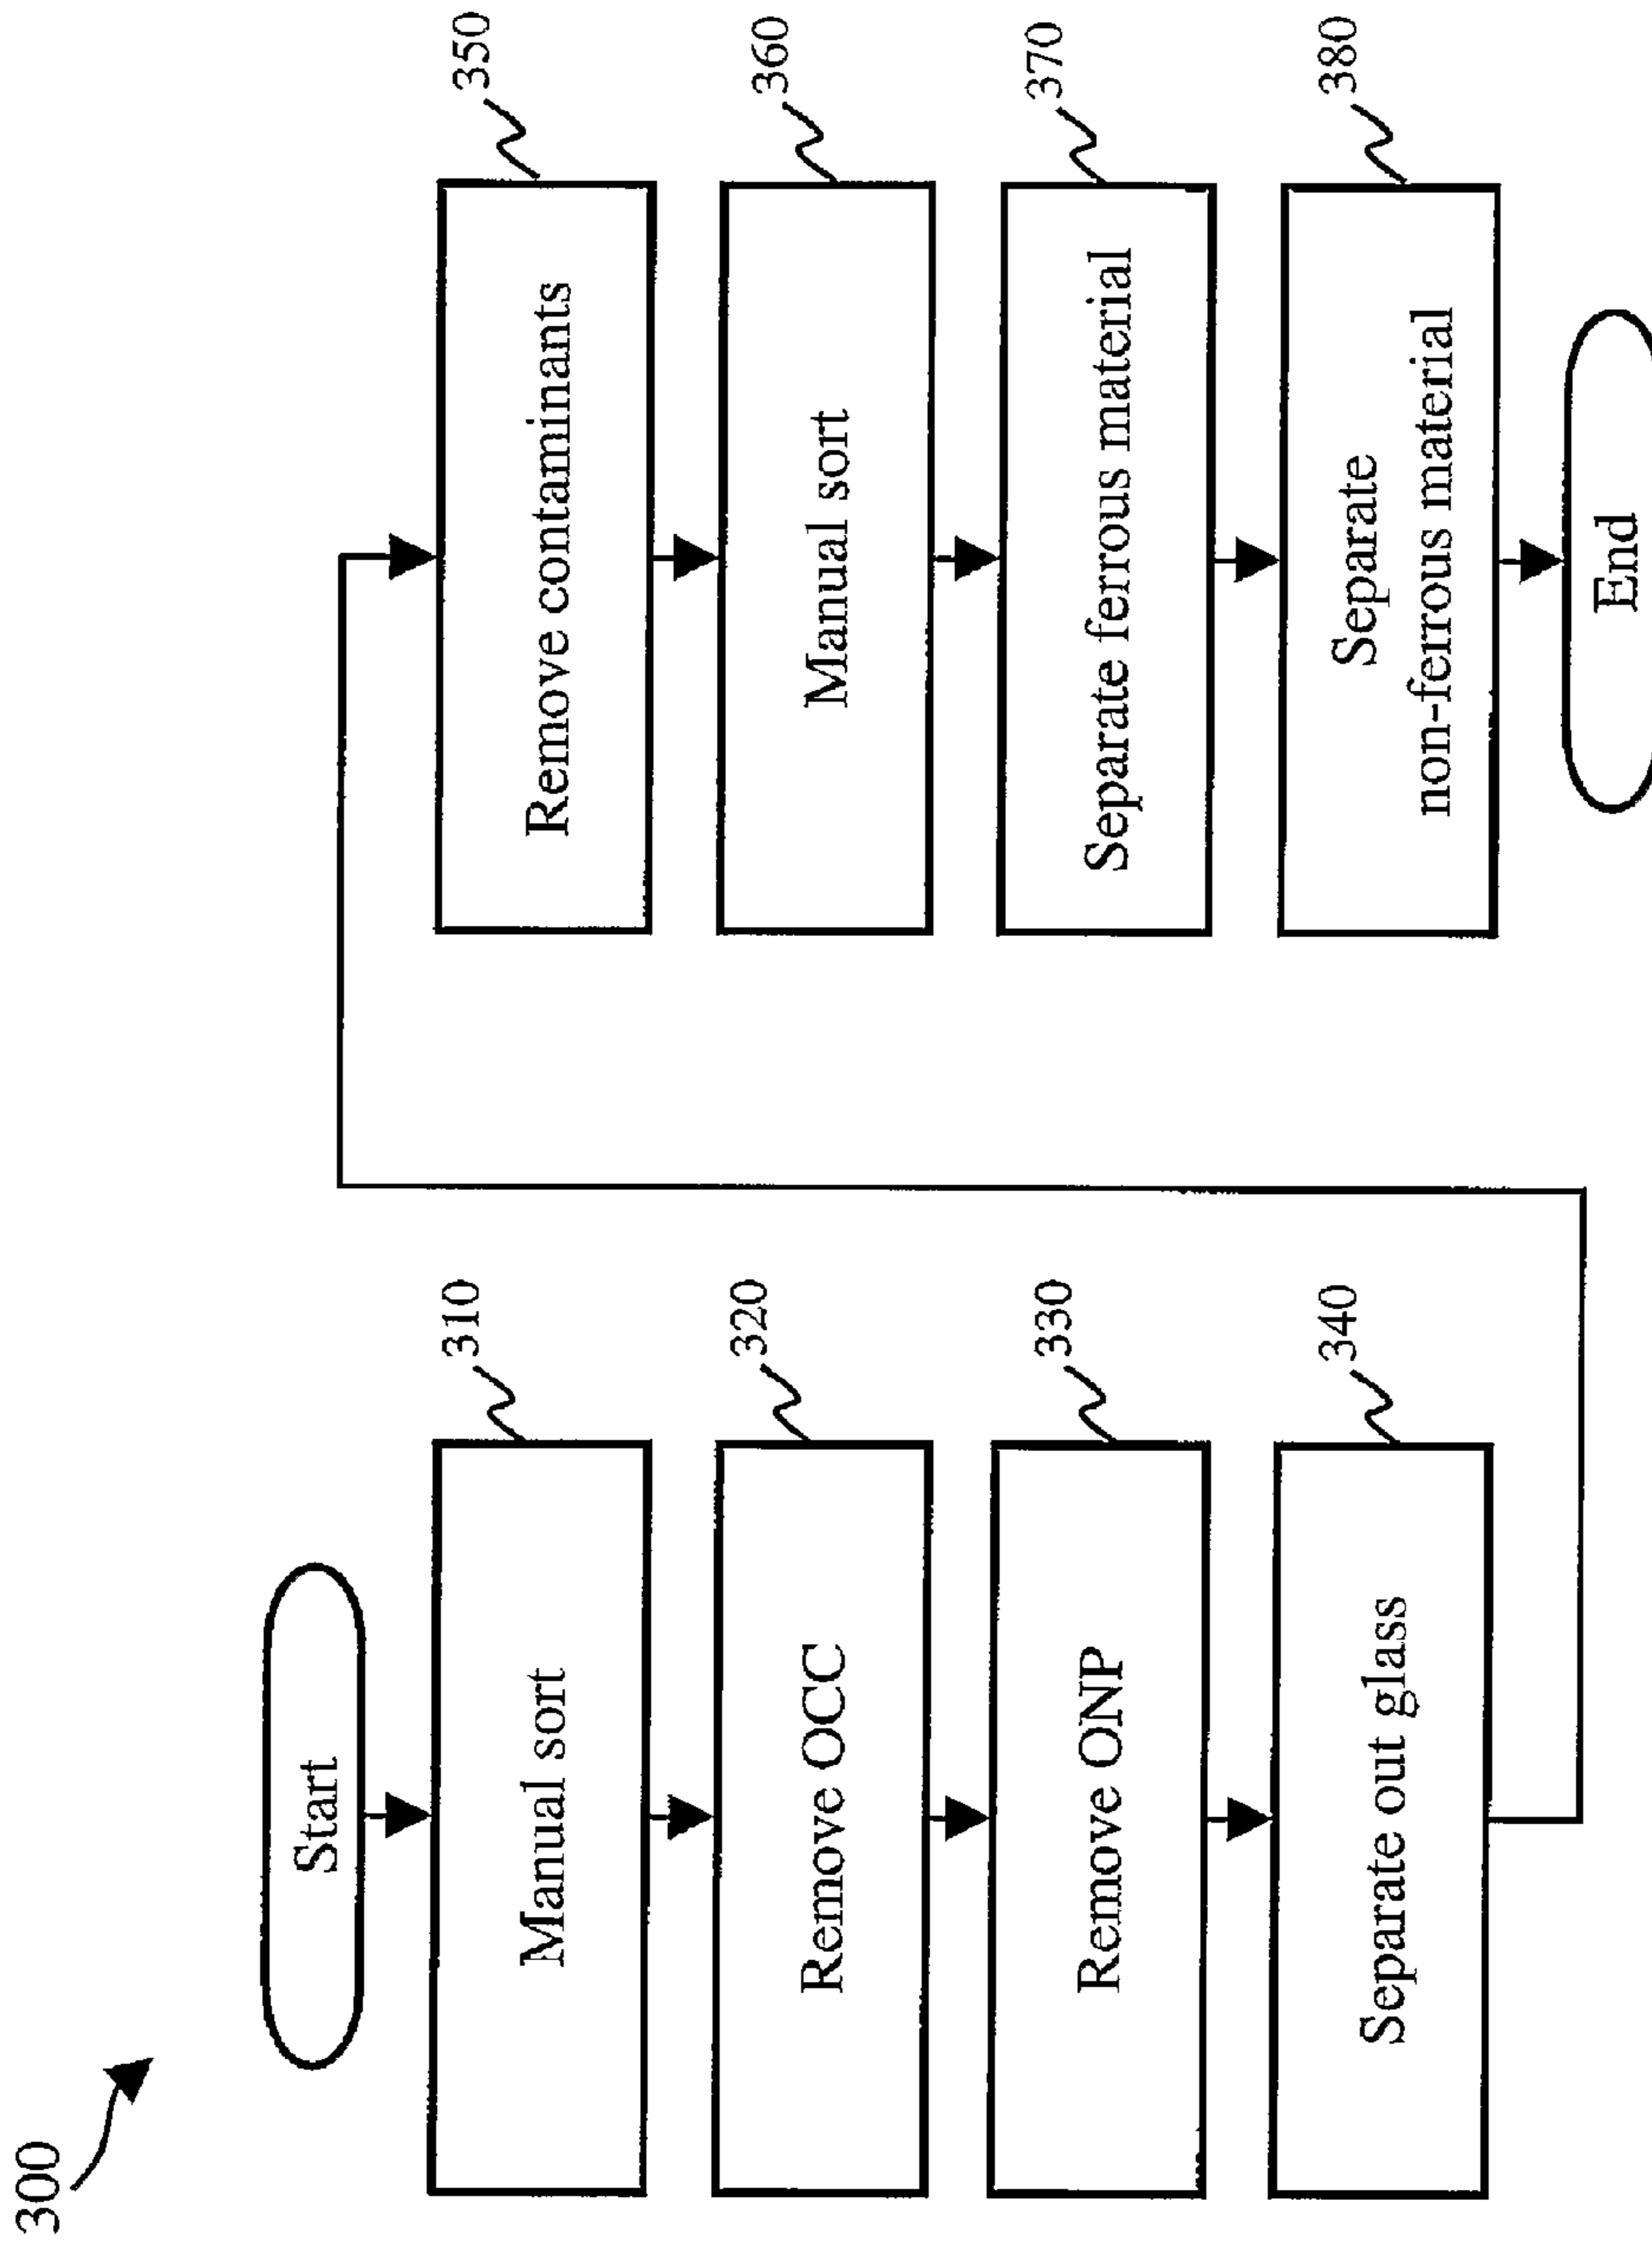 300
Start
Manual sort
310
Remove OCC
320
Remove ONP
330
Separate out glass
340
Remove contaminants
350
Manual sort
360
Separate ferrous material
370
Separate
non-ferrous material
380
End